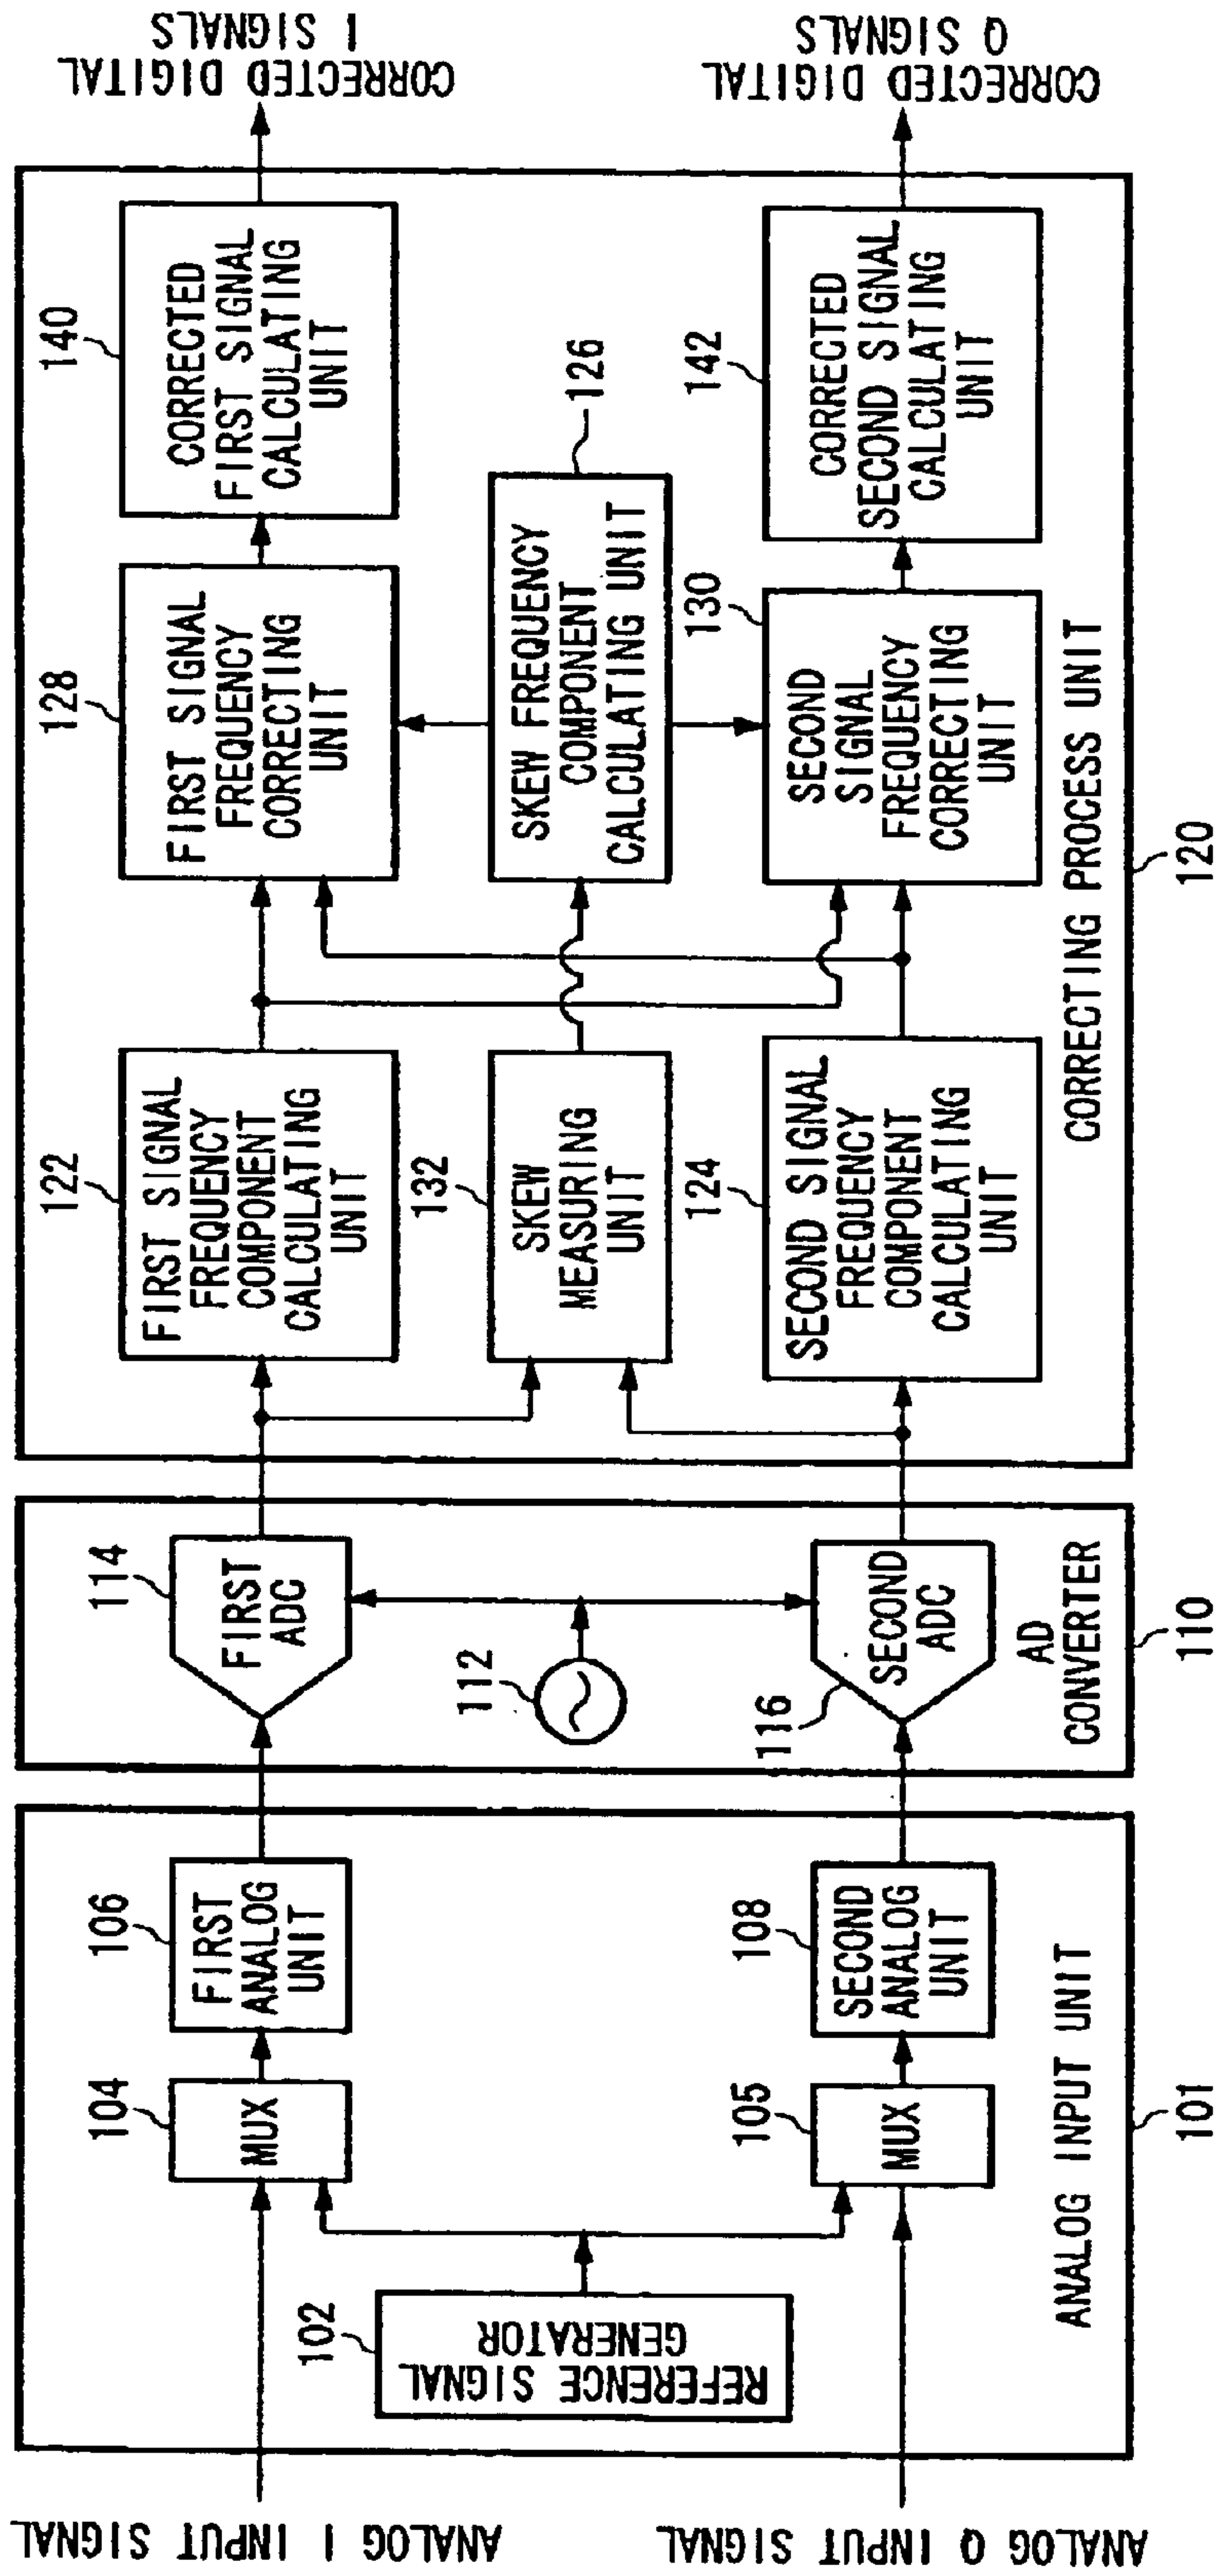 ANALOG I INPUT SIGNAL
ANALOG Q INPUT SIGNAL
102
REFERENCE SIGNAL
GENERATOR
104
MUX
105
MUX
106
FIRST
ANALOG
UNIT
108
SECOND
ANALOG
UNIT
ANALOG INPUT UNIT
101
114
FIRST
ADC
112
116
SECOND
ADC
AD
CONVERTER
110
122
FIRST SIGNAL
FREQUENCY
COMPONENT
CALCULATING
UNIT
132
SKEW
MEASURING
UNIT
124
SECOND SIGNAL
FREQUENCY
COMPONENT
CALCULATING
UNIT
128
FIRST SIGNAL
FREQUENCY
CORRECTING
UNIT
126
SKEW FREQUENCY
COMPONENT
CALCULATING UNIT
130
SECOND
SIGNAL
FREQUENCY
CORRECTING
UNIT
140
CORRECTED
FIRST SIGNAL
CALCULATING
UNIT
142
CORRECTED
SECOND SIGNAL
CALCULATING
UNIT
CORRECTING PROCESS UNIT
120
CORRECTED DIGITAL
I SIGNALS
CORRECTED DIGITAL
Q SIGNALS